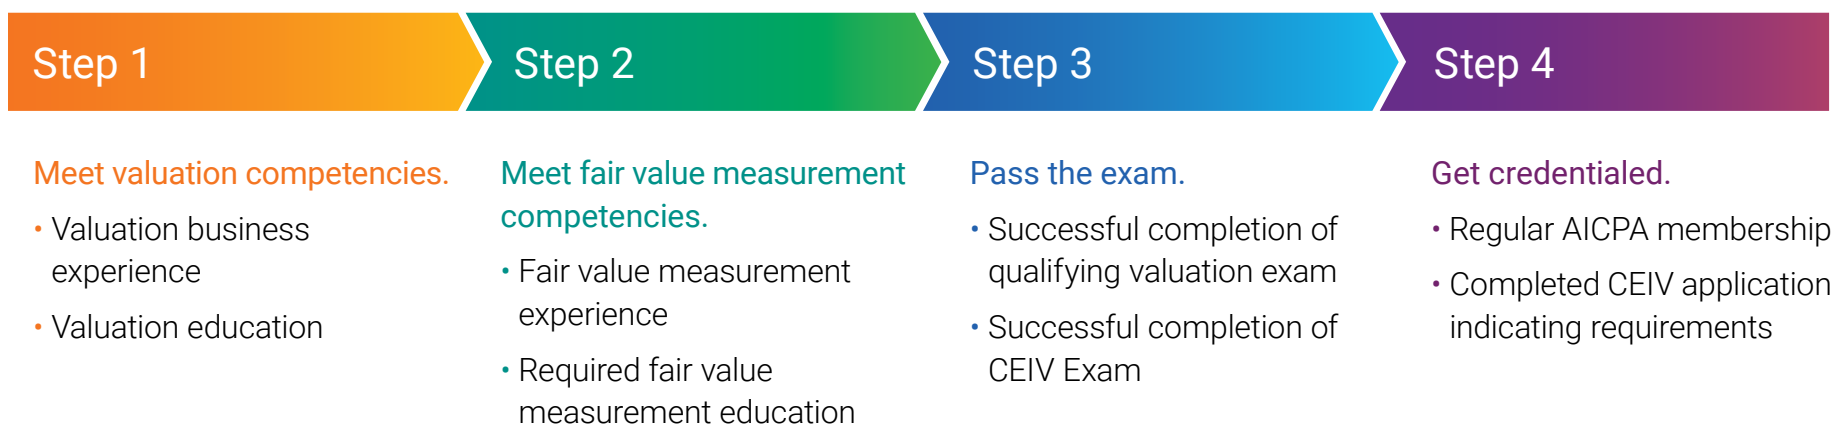 Step 1
Step 2
Step 3
Step 4
Meet valuation competencies.
• Valuation business
experience
• Valuation education
Meet fair value measurement
competencies.
• Fair value measurement
experience
• Required fair value
measurement education
Pass the exam.
• Successful completion of
qualifying valuation exam
• Successful completion of
CEIV Exam
Get credentialed.
• Regular AICPA membership
• Completed CEIV application
indicating requirements